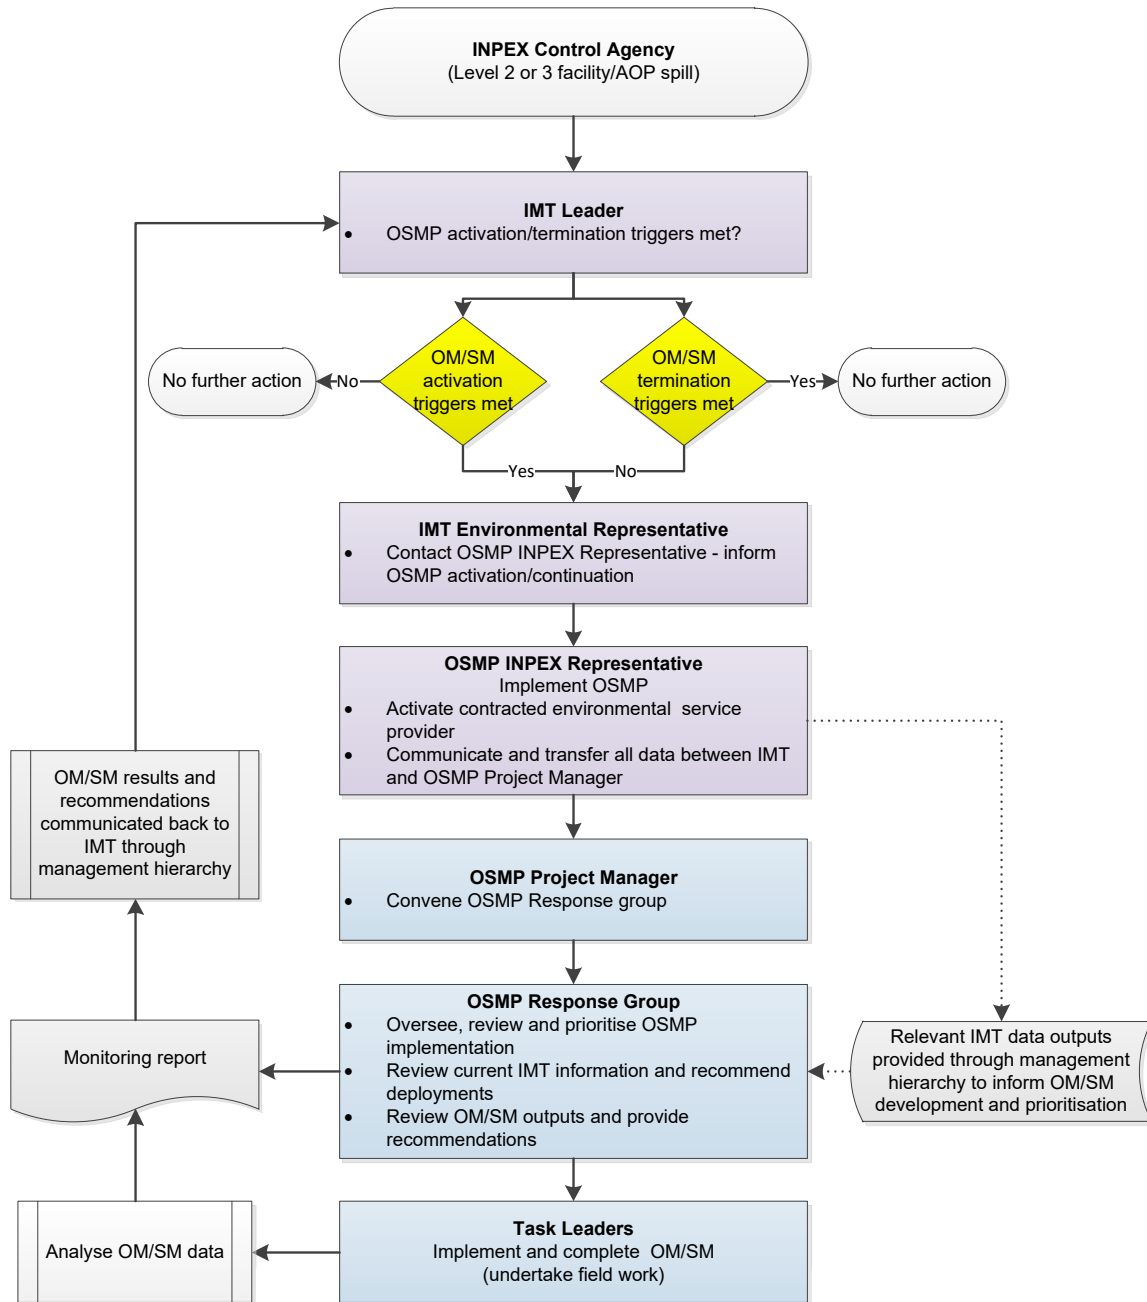 INPEX Control Agency
(Level 2 or 3 facility/AOP spill)
IMT Leader
• OSMP activation/termination triggers met?
OM/SM
activation
triggers met
OM/SM
termination
triggers met
No further action
No
Yes
No further action
Yes
No
IMT Environmental Representative
• Contact OSMP INPEX Representative - inform
OSMP activation/continuation
OSMP INPEX Representative
Implement OSMP
• Activate contracted environmental service
provider
• Communicate and transfer all data between IMT
and OSMP Project Manager
OM/SM results and
recommendations
communicated back to
IMT through
management hierarchy
OSMP Project Manager
• Convene OSMP Response group
OSMP Response Group
• Oversee, review and prioritise OSMP
implementation
• Review current IMT information and recommend
deployments
• Review OM/SM outputs and provide
recommendations
Monitoring report
Relevant IMT data outputs
provided through management
hierarchy to inform OM/SM
development and prioritisation
Task Leaders
Implement and complete OM/SM
(undertake field work)
Analyse OM/SM data